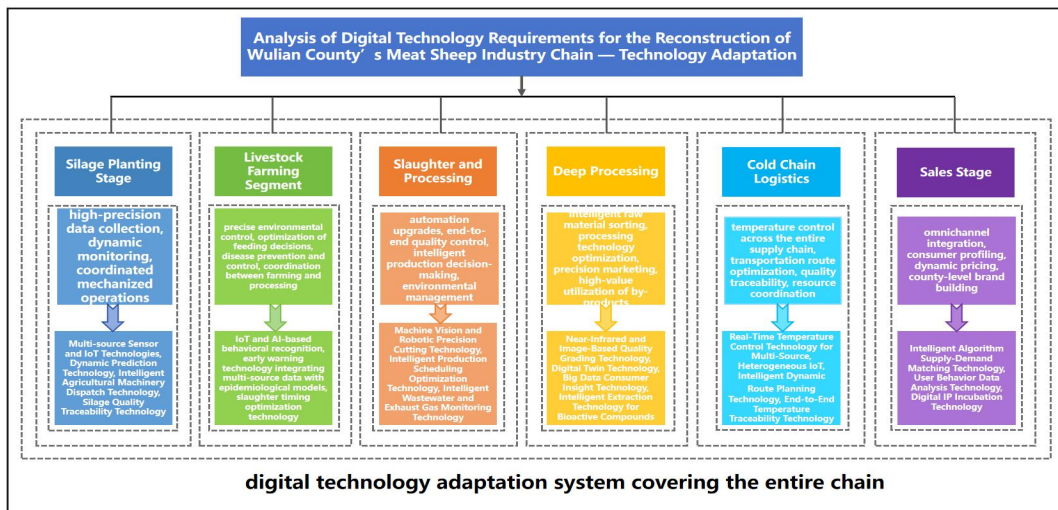 Analysis of Digital Technology Requirements for the Reconstruction of
Wulian County’s Meat Sheep Industry Chain — Technology Adaptation
Silage Planting
Stage
high-precision
data collection,
dynamic
monitoring,
coordinated
mechanized
operations
Multi-source Sensor
and IoT Technologies,
Dynamic Prediction
Technology, Intelligent
Agricultural Machinery
Dispatch Technology,
Silage Quality
Traceability Technology
Livestock
Farming
Segment
precise environmental
control, optimization of
feeding decisions,
disease prevention and
control, coordination
between farming and
processing
IoT and AI-based
behavioral recognition,
early warning
technology integrating
multi-source data with
epidemiological models,
slaughter timing
optimization
technology
Slaughter and
Processing
automation
upgrades, end-to-
end quality control,
intelligent
production decision-
making,
environmental
management
Machine Vision and
Robotic Precision
Cutting Technology,
Intelligent Production
Scheduling
Optimization
Technology, Intelligent
Wastewater and
Exhaust Gas Monitoring
Technology
Deep Processing
intelligent raw
material sorting,
processing
technology
optimization,
precision marketing,
high-value
utilization of by-
products
Near-Infrared and
Image-Based Quality
Grading Technology,
Digital Twin Technology,
Big Data Consumer
Insight Technology,
Intelligent Extraction
Technology for
Bioactive Compounds
Cold Chain
Logistics
temperature control
across the entire
supply chain,
transportation route
optimization, quality
traceability, resource
coordination
Real-Time Temperature
Control Technology for
Multi-Source,
Heterogeneous IoT,
Intelligent Dynamic
Route Planning
Technology, End-to-End
Temperature
Traceability Technology
Sales Stage
omnichannel
integration,
consumer profiling,
dynamic pricing,
county-level brand
building
Intelligent Algorithm
Supply-Demand
Matching Technology,
User Behavior Data
Analysis Technology,
Digital IP Incubation
Technology
digital technology adaptation system covering the entire chain